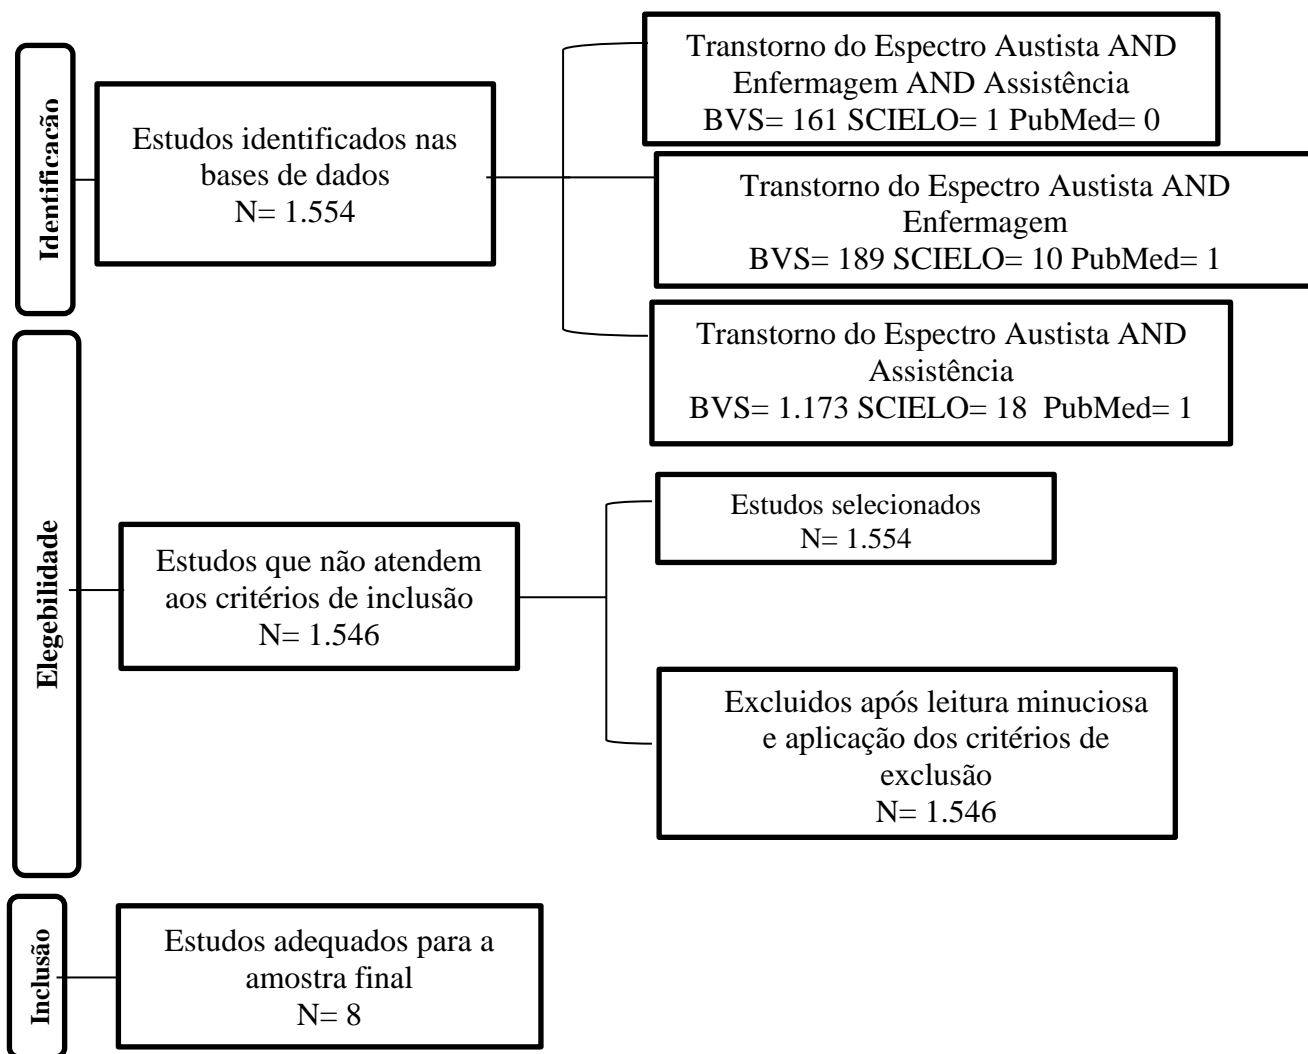 Identificação
Estudos identificados nas
bases de dados
N= 1.554
Transtorno do Espectro Austista AND
Enfermagem AND Assistência
BVS= 161 SCIELO= 1 PubMed= 0
Transtorno do Espectro Austista AND
Enfermagem
BVS= 189 SCIELO= 10 PubMed= 1
Transtorno do Espectro Austista AND
Assistência
BVS= 1.173 SCIELO= 18 PubMed= 1
Elegebilidade
Estudos que não atendem
aos critérios de inclusão
N= 1.546
Estudos selecionados
N= 1.554
Excluidos após leitura minuciosa
e aplicação dos critérios de
exclusão
N= 1.546
Inclusão
Estudos adequados para a
amostra final
N= 8